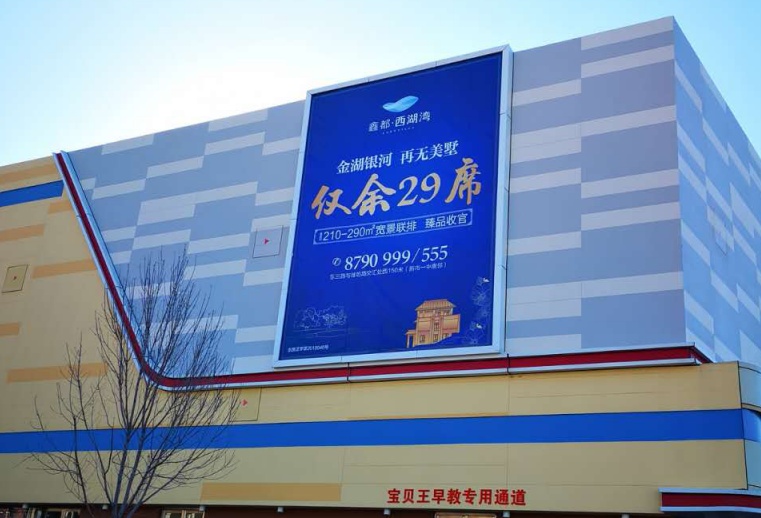 鑫都·西湖湾
金湖银河 再无美墅
仅余29席
210-290㎡宽景联排 臻品收官
8790 999/555
宝贝王早教专用通道